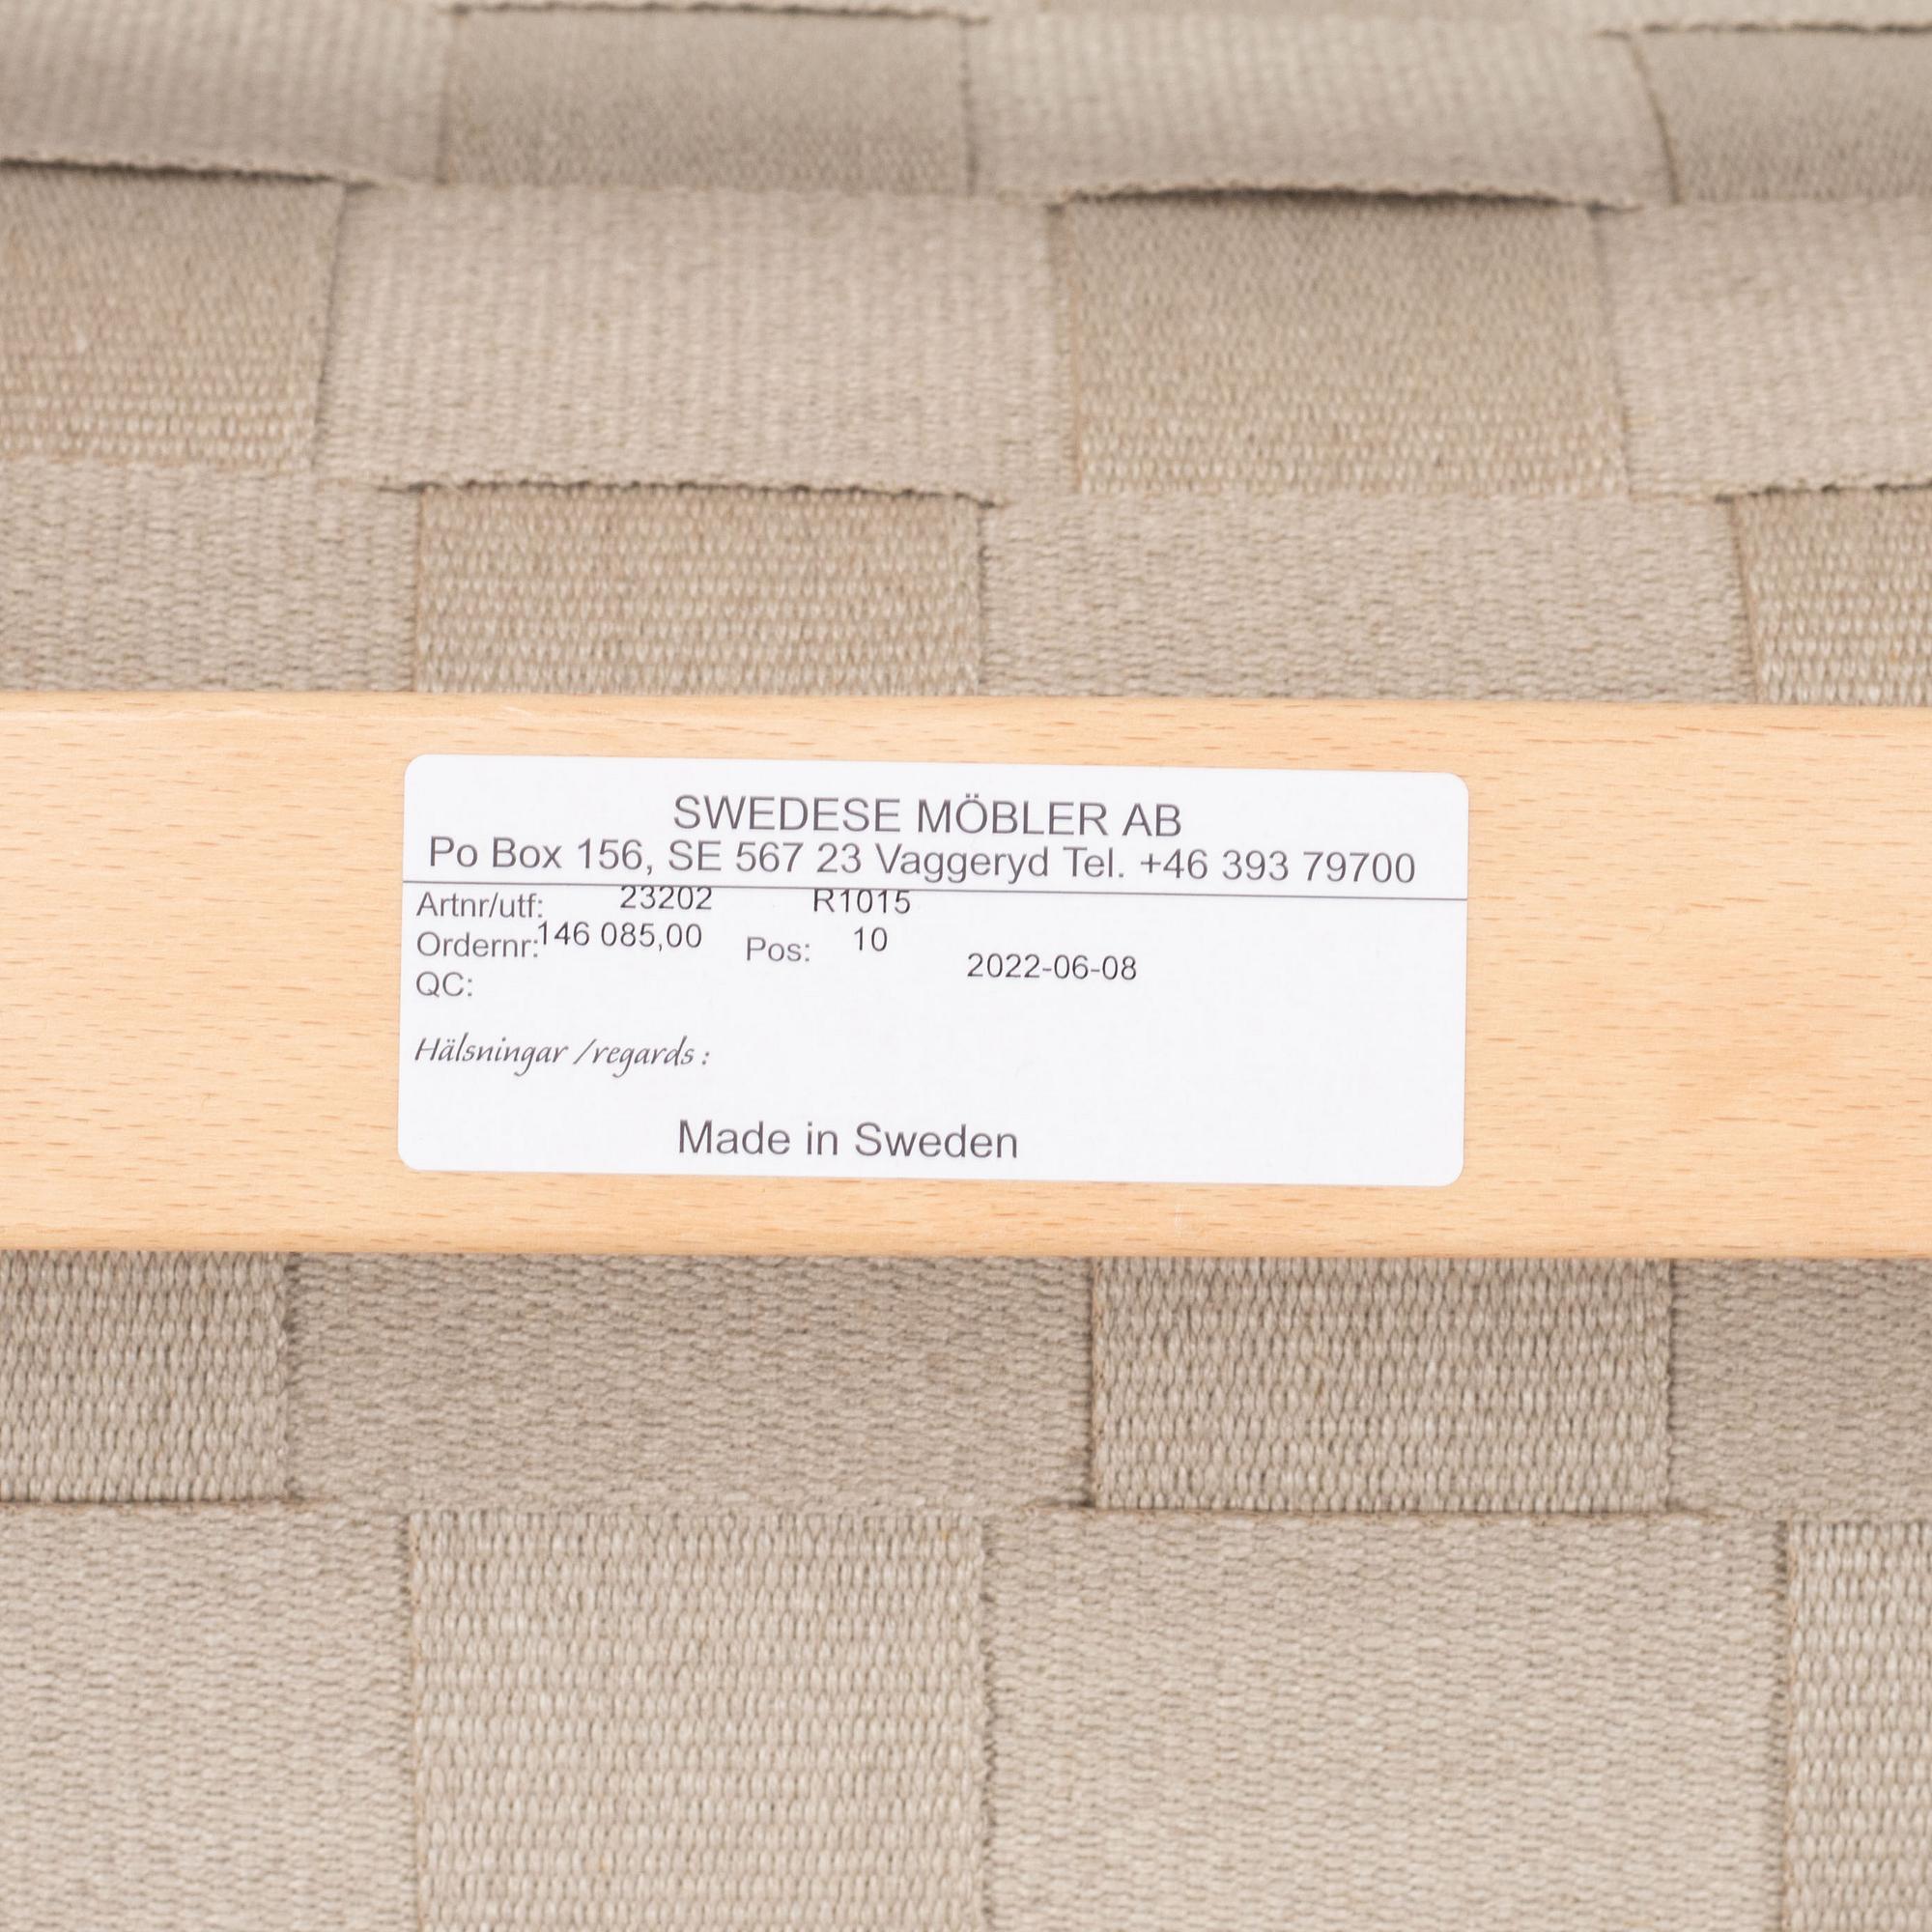 SWEDESE MÖBLER AB
Po Box 156, SE 567 23 Vaggeryd Tel. +46 393 79700
Artnr/utf: 23202 R1015
Ordernr: 146 085,00 Pos: 10
2022-06-08
QC:
Hälsningar /regards :
Made in Sweden